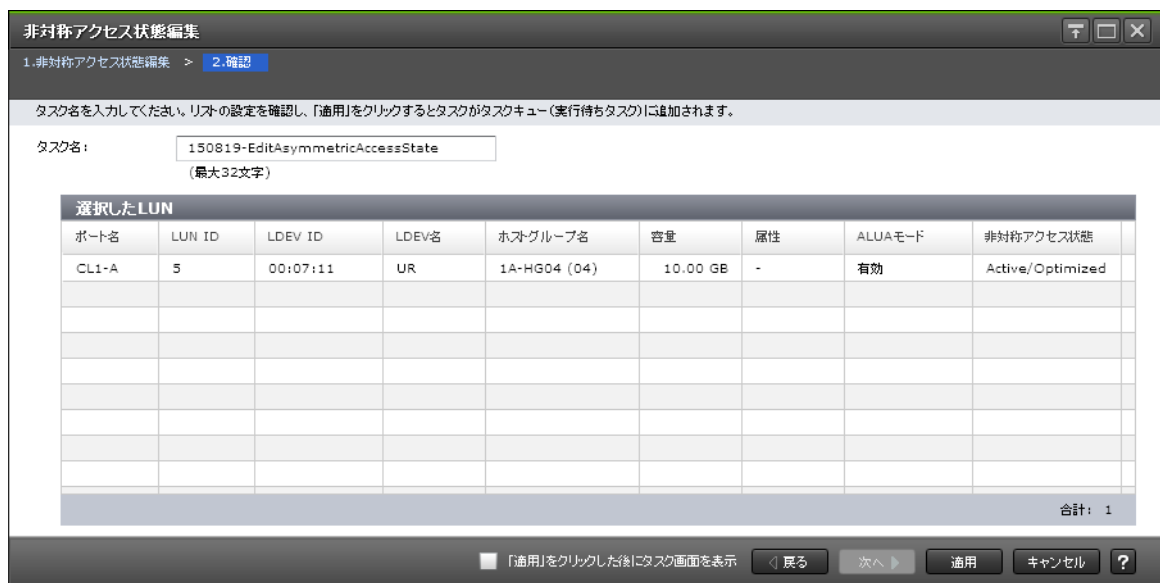 非対称アクセス状態編集
1.非対称アクセス状態編集 > 2.確認
タスク名を入力してください。リストの設定を確認し、「適用」をクリックするとタスクがタスクキュー(実行待ちタスク)に追加されます。
タスク名: 150819-EditAsymmetricAccessState
(最大32文字)
選択したLUN
ポート名 LUN ID LDEV ID LDEV名 ホストグループ名 容量 属性 ALUAモード 非対称アクセス状態
CL1-A 5 00:07:11 UR 1A-HG04 (04) 10.00 GB - 有効 Active/Optimized
合計: 1
「適用」をクリックした後にタスク画面を表示 戻る 次へ 適用 キャンセル ?